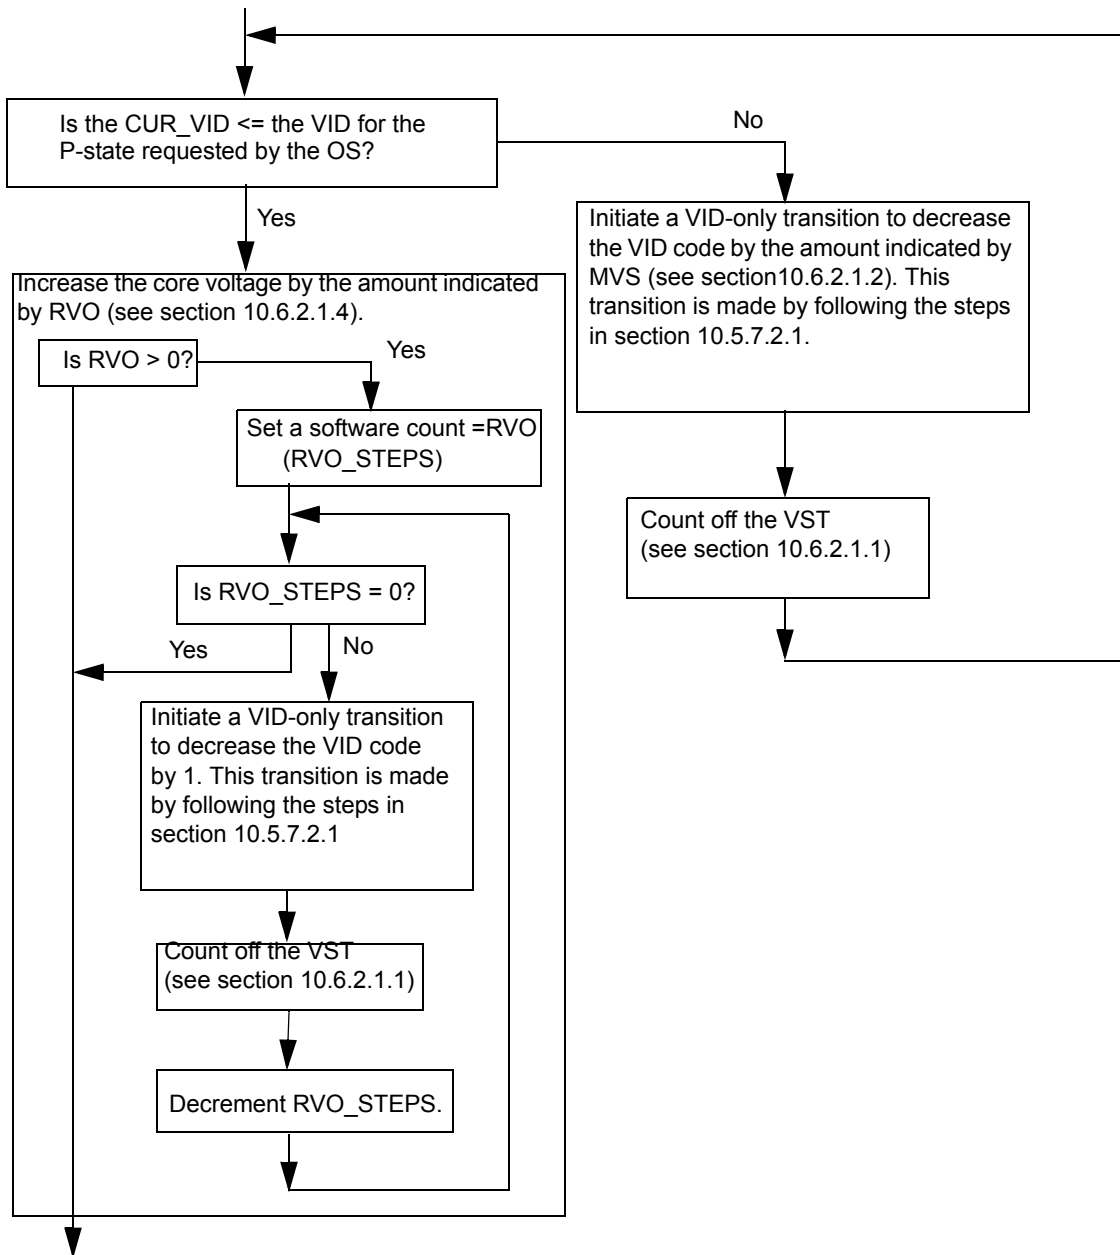 Is the CUR_VID <= the VID for the
P-state requested by the OS?
No
Yes
Initiate a VID-only transition to decrease
the VID code by the amount indicated by
MVS (see section10.6.2.1.2). This
transition is made by following the steps
in section 10.5.7.2.1.
Increase the core voltage by the amount indicated
by RVO (see section 10.6.2.1.4).
Is RVO > 0?
Yes
Set a software count =RVO
(RVO_STEPS)
Count off the VST
(see section 10.6.2.1.1)
Is RVO_STEPS = 0?
Yes
No
Initiate a VID-only transition
to decrease the VID code
by 1. This transition is made
by following the steps in
section 10.5.7.2.1
Count off the VST
(see section 10.6.2.1.1)
Decrement RVO_STEPS.